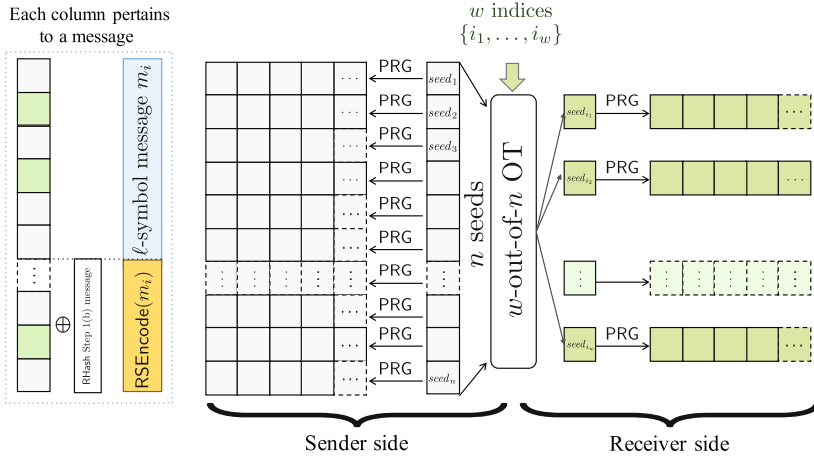 Each column pertains
to a message
ℓ-symbol message m_i
RSEncode(m_i)
⊕
RHash Step 1(b) message
⋮
w indices
{i_1, . . . , i_w}
PRG
PRG
PRG
PRG
PRG
PRG
PRG
PRG
PRG
PRG
seed_1
seed_2
seed_3
seed_n
n seeds
w-out-of-n OT
seed_{i_1}
PRG
seed_{i_2}
PRG
seed_{i_w}
PRG
Sender side
Receiver side